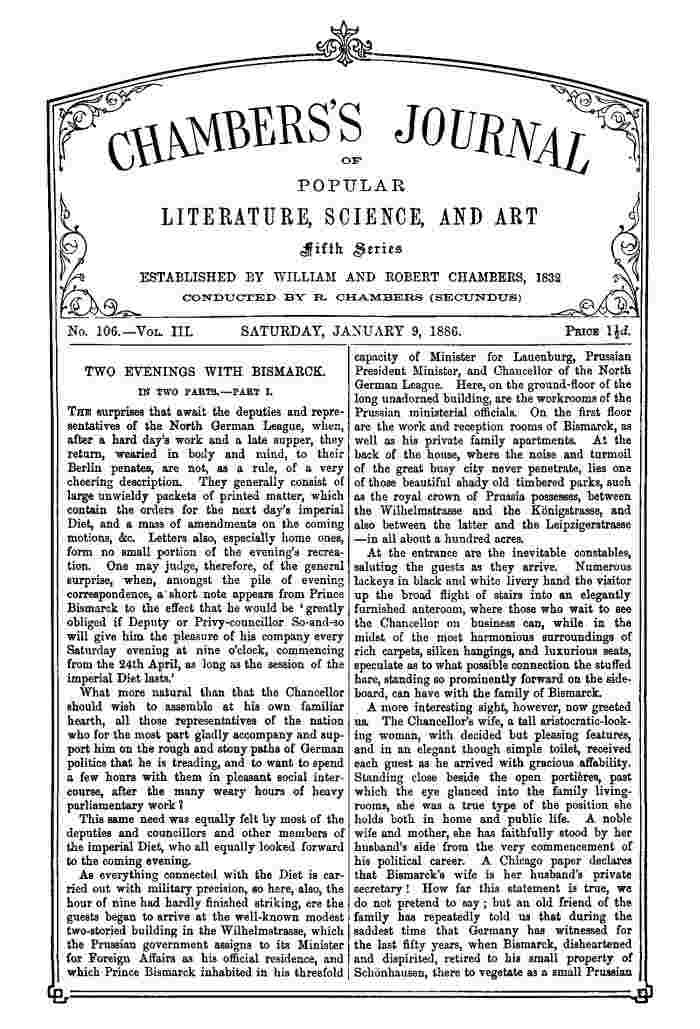 CHAMBERS'S JOURNAL
OF
POPULAR
LITERATURE, SCIENCE, AND ART
Fifth Series
ESTABLISHED BY WILLIAM AND ROBERT CHAMBERS, 1832
CONDUCTED BY R. CHAMBERS (SECUNDUS)
No. 106.—Vol. III. SATURDAY, JANUARY 9, 1886. Price 1½d.
TWO EVENINGS WITH BISMARCK.
IN TWO PARTS.—PART I.
The surprises that await the deputies and repre-
sentatives of the North German League, when,
after a hard day's work and a late supper, they
return, wearied in body and mind, to their
Berlin penates, are not, as a rule, of a very
cheering description. They generally consist of
large unwieldy packets of printed matter, which
contain the orders for the next day's imperial
Diet, and a mass of amendments on the coming
motions, &c. Letters also, especially home ones,
form no small portion of the evening's recrea-
tion. One may judge, therefore, of the general
surprise, when, amongst the pile of evening
correspondence, a short note appears from Prince
Bismarck to the effect that he would be 'greatly
obliged if Deputy or Privy-councillor So-and-so
will give him the pleasure of his company every
Saturday evening at nine o'clock, commencing
from the 24th April, as long as the session of the
imperial Diet lasts.'
What more natural than that the Chancellor
should wish to assemble at his own familiar
hearth, all those representatives of the nation
who for the most part gladly accompany and sup-
port him on the rough and stony paths of German
politics that he is treading, and to want to spend
a few hours with them in pleasant social inter-
course, after the many weary hours of heavy
parliamentary work?
This same need was equally felt by most of the
deputies and councillors and other members of
the imperial Diet, who all equally looked forward
to the coming evening.
As everything connected with the Diet is car-
ried out with military precision, so here, also, the
hour of nine had hardly finished striking, ere the
guests began to arrive at the well-known modest
two-storied building in the Wilhelmstrasse, which
the Prussian government assigns to its Minister
for Foreign Affairs as his official residence, and
which Prince Bismarck inhabited in his threefold
capacity of Minister for Lauenburg, Prussian
President Minister, and Chancellor of the North
German League. Here, on the ground-floor of the
long unadorned building, are the workrooms of the
Prussian ministerial officials. On the first floor
are the work and reception rooms of Bismarck, as
well as his private family apartments. At the
back of the house, where the noise and turmoil
of the great busy city never penetrate, lies one
of those beautiful shady old timbered parks, such
as the royal crown of Prussia possesses, between
the Wilhelmstrasse and the Königstrasse, and
also between the latter and the Leipzigerstrasse
—in all about a hundred acres.
At the entrance are the inevitable constables,
saluting the guests as they arrive. Numerous
lackeys in black and white livery hand the visitor
up the broad flight of stairs into an elegantly
furnished anteroom, where those who wait to see
the Chancellor on business can, while in the
midst of the most harmonious surroundings of
rich carpets, silken hangings, and luxurious seats,
speculate as to what possible connection the stuffed
hare, standing so prominently forward on the side-
board, can have with the family of Bismarck.
A more interesting sight, however, now greeted
us. The Chancellor's wife, a tall aristocratic-look-
ing woman, with decided but pleasing features,
and in an elegant though simple toilet, received
each guest as he arrived with gracious affability.
Standing close beside the open portières, past
which the eye glanced into the family living-
rooms, she was a true type of the position she
holds both in home and public life. A noble
wife and mother, she has faithfully stood by her
husband's side from the very commencement of
his political career. A Chicago paper declares
that Bismarck's wife is her husband's private
secretary! How far this statement is true, we
do not pretend to say; but an old friend of the
family has repeatedly told us that during the
saddest time that Germany has witnessed for
the last fifty years, when Bismarck, disheartened
and dispirited, retired to his small property of
Schönhausen, there to vegetate as a small Prussian